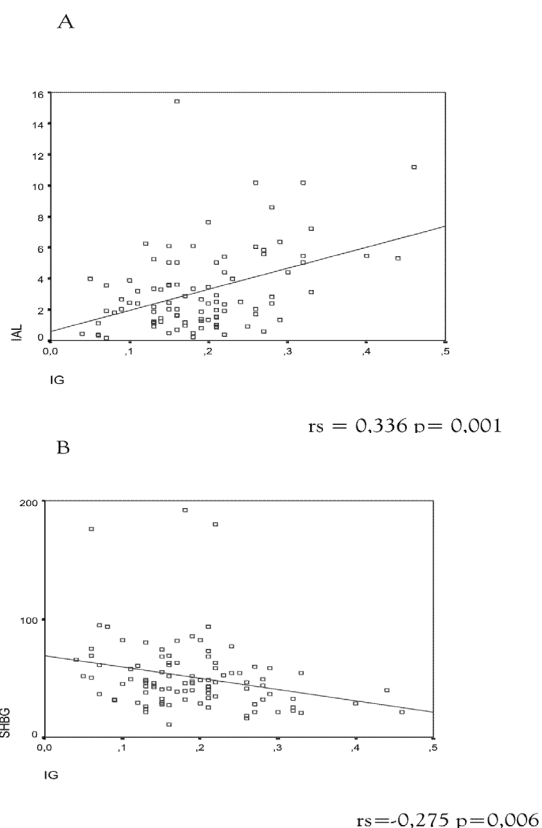 A
16
14
12
10
8
6
4
2
0
IAL
0,0 ,1 ,2 ,3 ,4 ,5
IG
rs = 0,336 p= 0,001
B
200
100
0
SHBG
0,0 ,1 ,2 ,3 ,4 ,5
IG
rs=-0,275 p=0,006